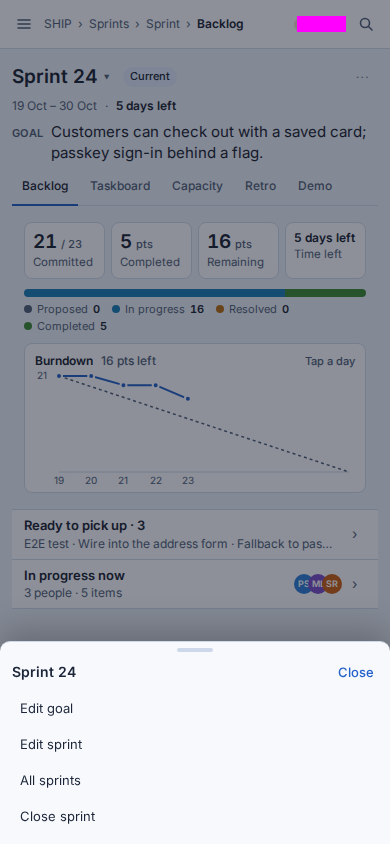 SHIP › Sprints › Sprint › Backlog
Sprint 24 ▾ Current ...
19 Oct – 30 Oct · 5 days left
GOAL Customers can check out with a saved card;
passkey sign-in behind a flag.
Backlog Taskboard Capacity Retro Demo
21 / 23 5 pts 16 pts 5 days left
Committed Completed Remaining Time left
Proposed 0 In progress 16 Resolved 0
Completed 5
Burndown 16 pts left Tap a day
21
19 20 21 22 23
Ready to pick up · 3
E2E test · Wire into the address form · Fallback to pas...
In progress now
3 people · 5 items PS SR
Sprint 24 Close
Edit goal
Edit sprint
All sprints
Close sprint